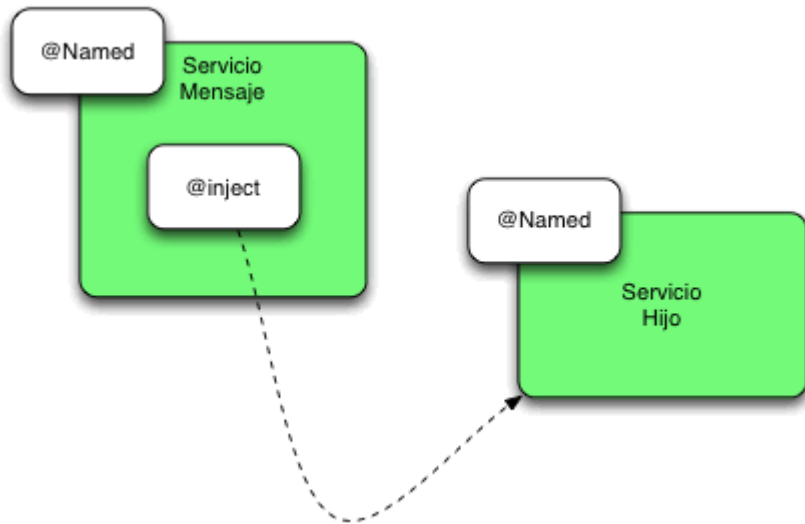 @Named
Servicio
Mensaje
@inject
@Named
Servicio
Hijo